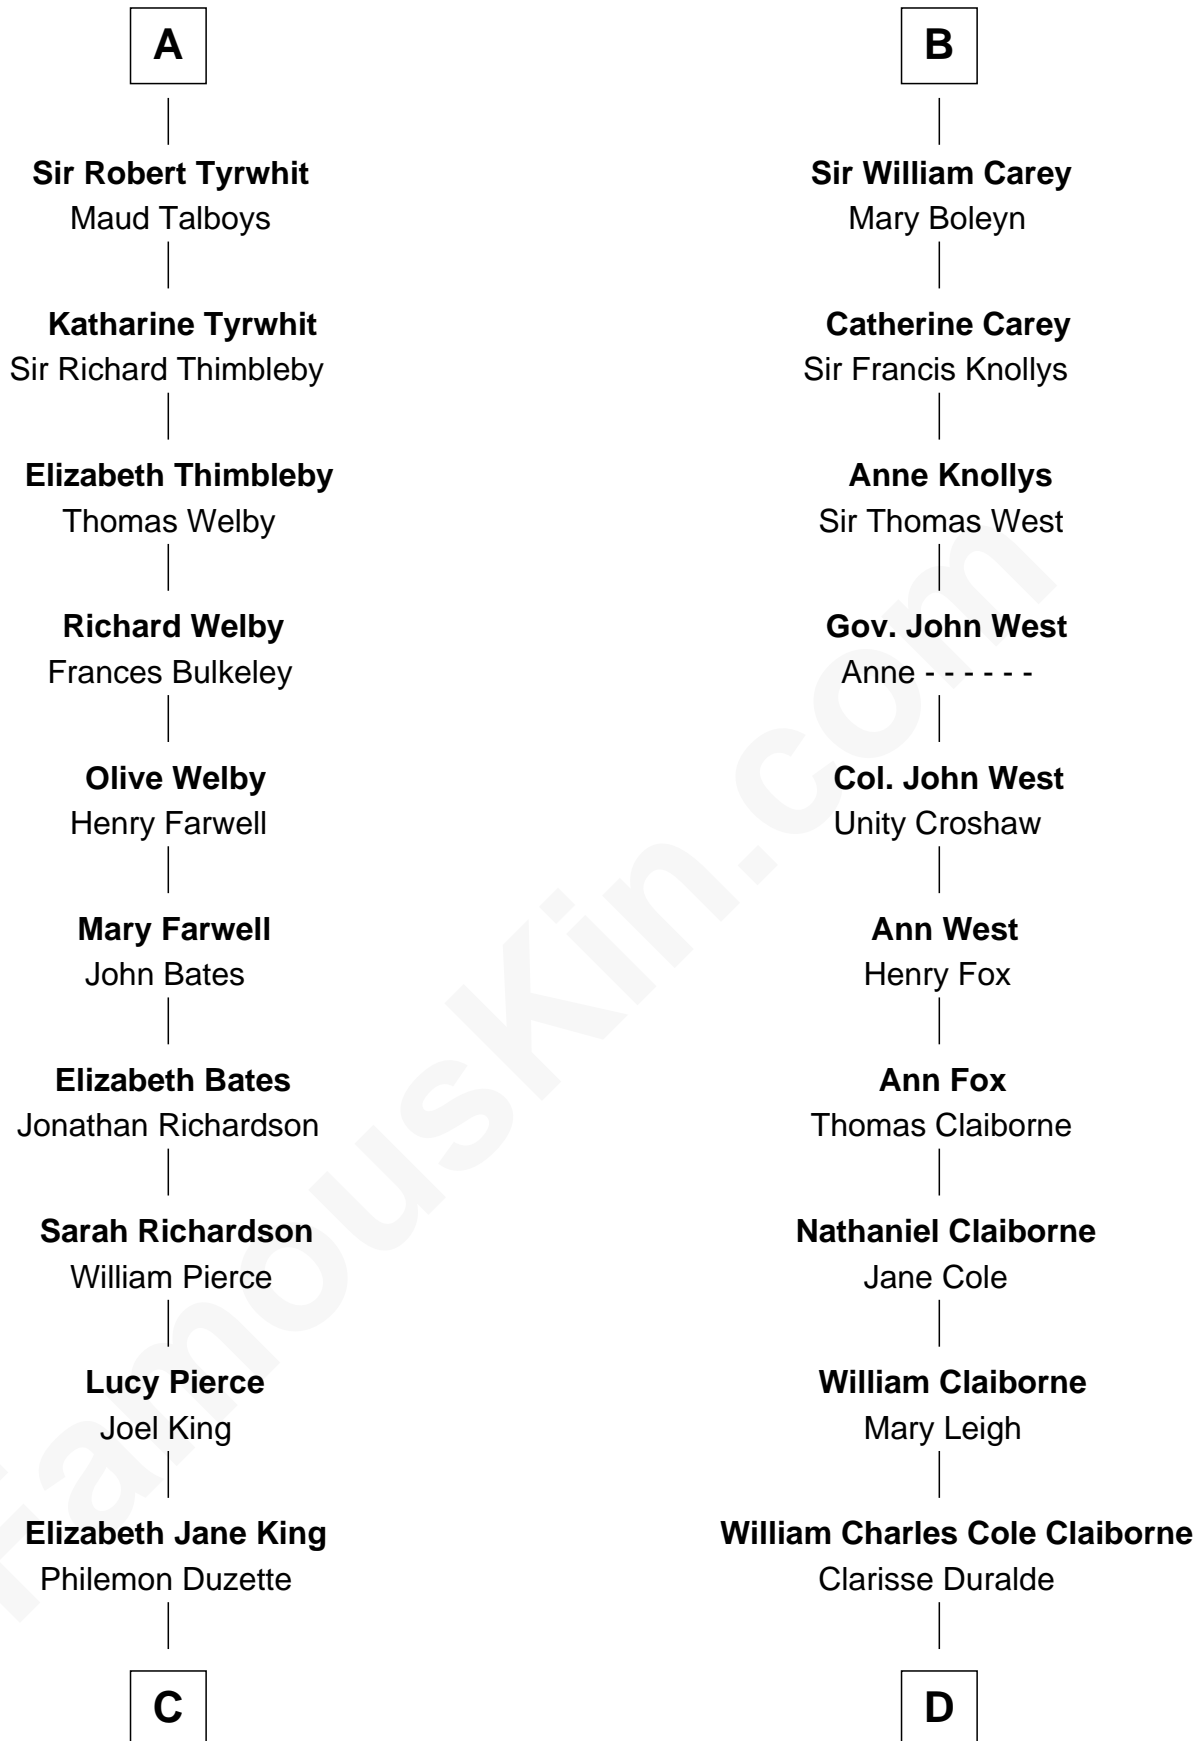 A
Sir Robert Tyrwhit
Maud Talboys
Katharine Tyrwhit
Sir Richard Thimbleby
Elizabeth Thimbleby
Thomas Welby
Richard Welby
Frances Bulkeley
Olive Welby
Henry Farwell
Mary Farwell
John Bates
Elizabeth Bates
Jonathan Richardson
Sarah Richardson
William Pierce
Lucy Pierce
Joel King
Elizabeth Jane King
Philemon Duzette
C
B
Sir William Carey
Mary Boleyn
Catherine Carey
Sir Francis Knollys
Anne Knollys
Sir Thomas West
Gov. John West
Anne - - - - - -
Col. John West
Unity Croshaw
Ann West
Henry Fox
Ann Fox
Thomas Claiborne
Nathaniel Claiborne
Jane Cole
William Claiborne
Mary Leigh
William Charles Cole Claiborne
Clarisse Duralde
D
FamousKin.com